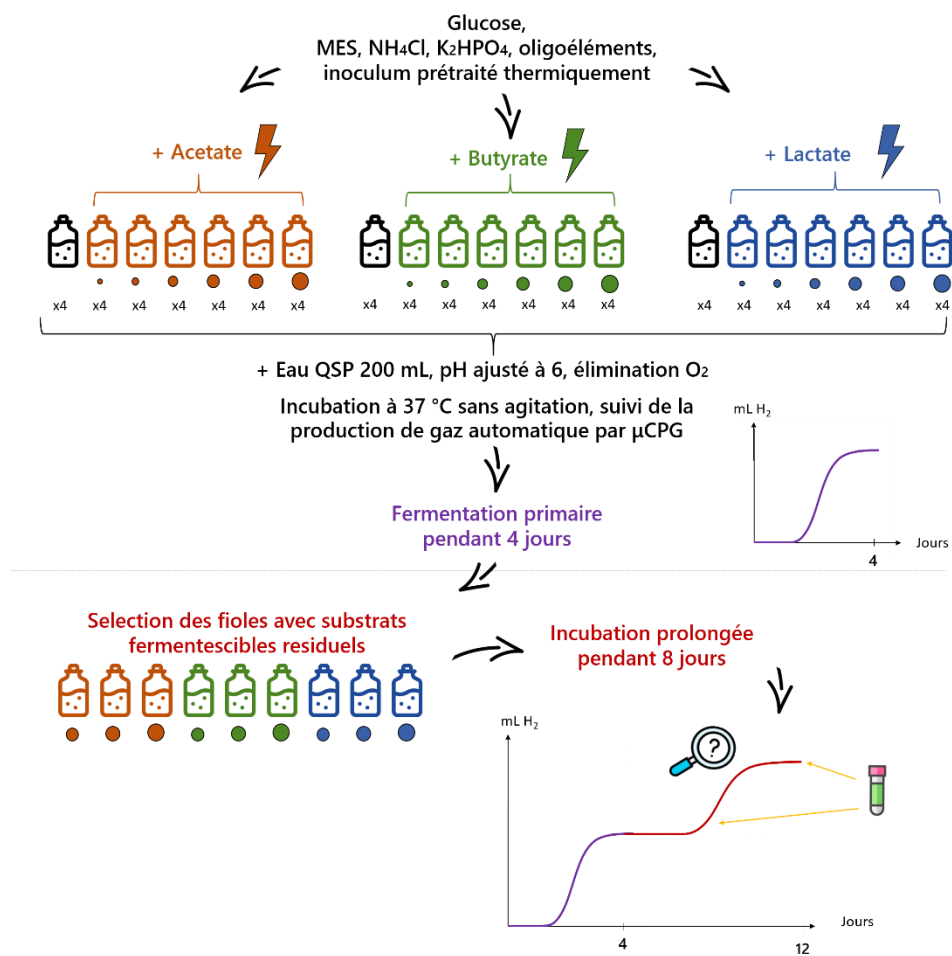 Glucose,
MES, NH₄Cl, K₂HPO₄, oligoéléments,
inoculum prétraité thermiquement
+ Acetate
+ Butyrate
+ Lactate
x4 x4 x4 x4 x4 x4 x4
x4 x4 x4 x4 x4 x4 x4
x4 x4 x4 x4 x4 x4 x4
+ Eau QSP 200 mL, pH ajusté à 6, élimination O₂
Incubation à 37 °C sans agitation, suivi de la
production de gaz automatique par µCPG
mL H₂
Jours
4
Fermentation primaire
pendant 4 jours
Selection des fioles avec substrats
fermentescibles residuels
Incubation prolongée
pendant 8 jours
mL H₂
?
Jours
4
12